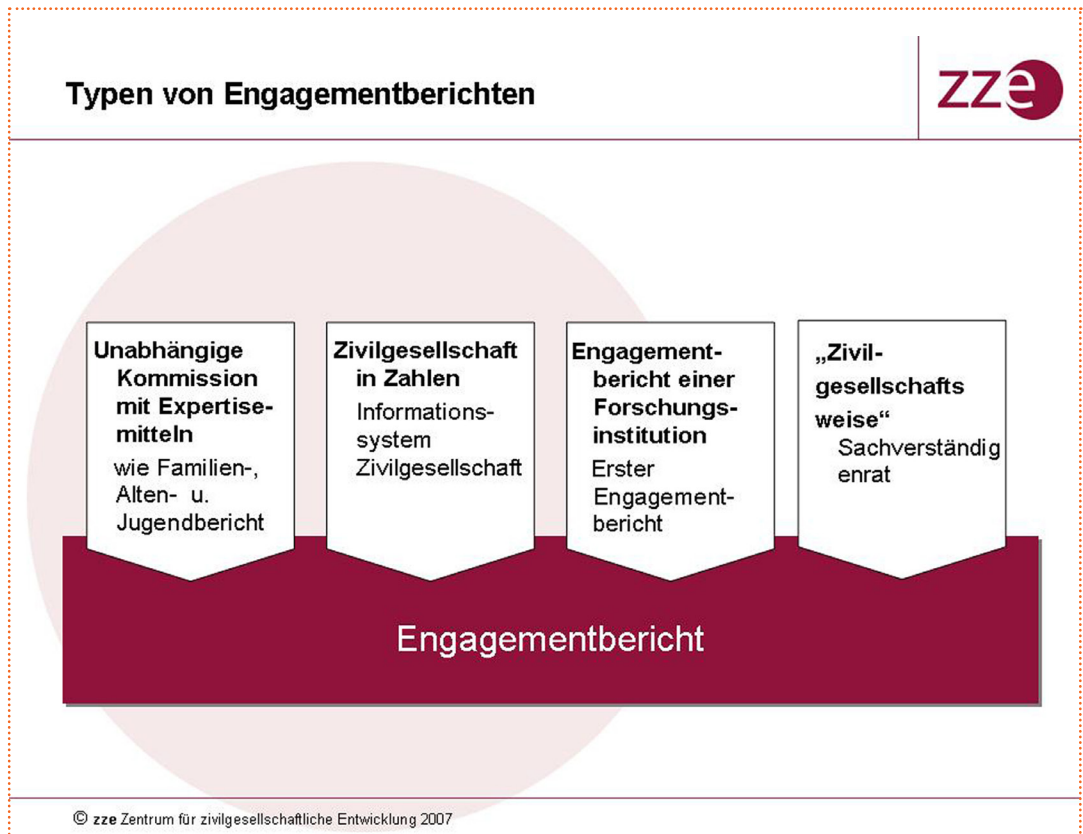 Typen von Engagementberichten
zze
Unabhängige
Kommission
mit Expertise-
mitteln
wie Familien-,
Alten- u.
Jugendbericht
Zivilgesellschaft
in Zahlen
Informations-
system
Zivilgesellschaft
Engagement-
bericht einer
Forschungs-
institution
Erster
Engagement-
bericht
„Zivil-
gesellschafts
weise“
Sachverständig
enrat
Engagementbericht
© zze Zentrum für zivilgesellschaftliche Entwicklung 2007